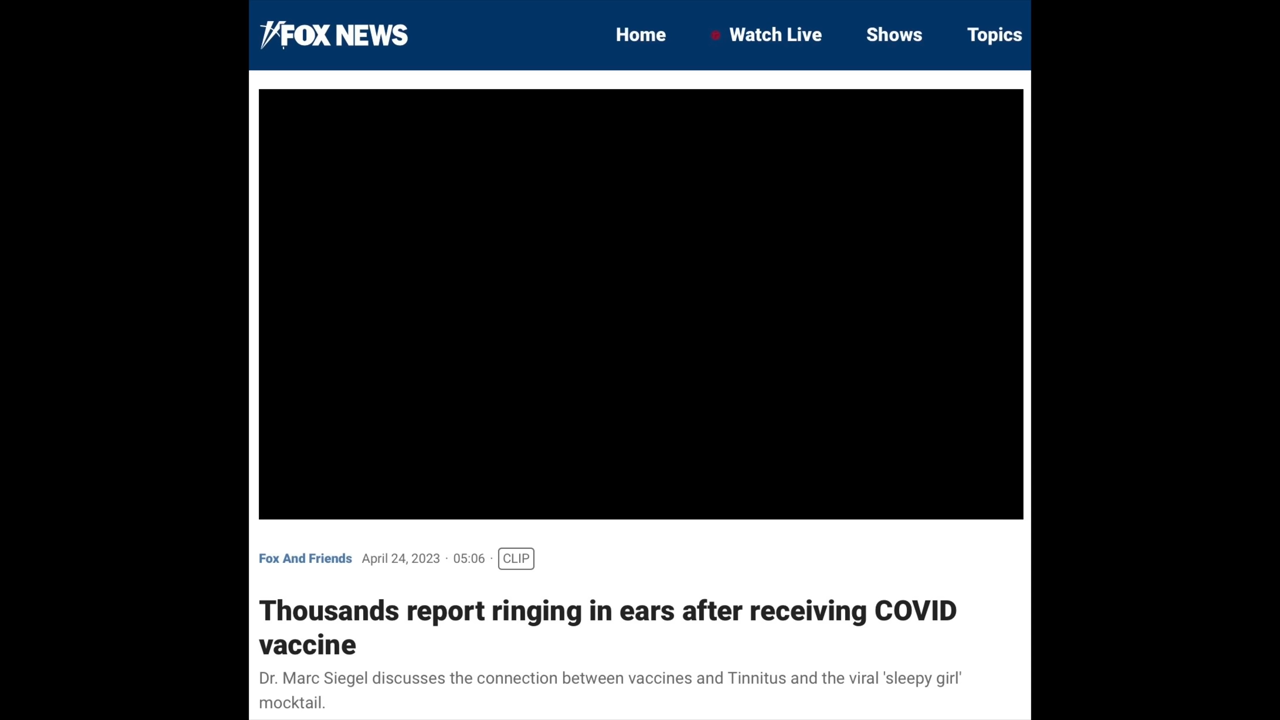 FOX NEWS
Home Watch Live Shows Topics
Fox And Friends April 24, 2023 · 05:06 · CLIP
Thousands report ringing in ears after receiving COVID
vaccine
Dr. Marc Siegel discusses the connection between vaccines and Tinnitus and the viral 'sleepy girl'
mocktail.